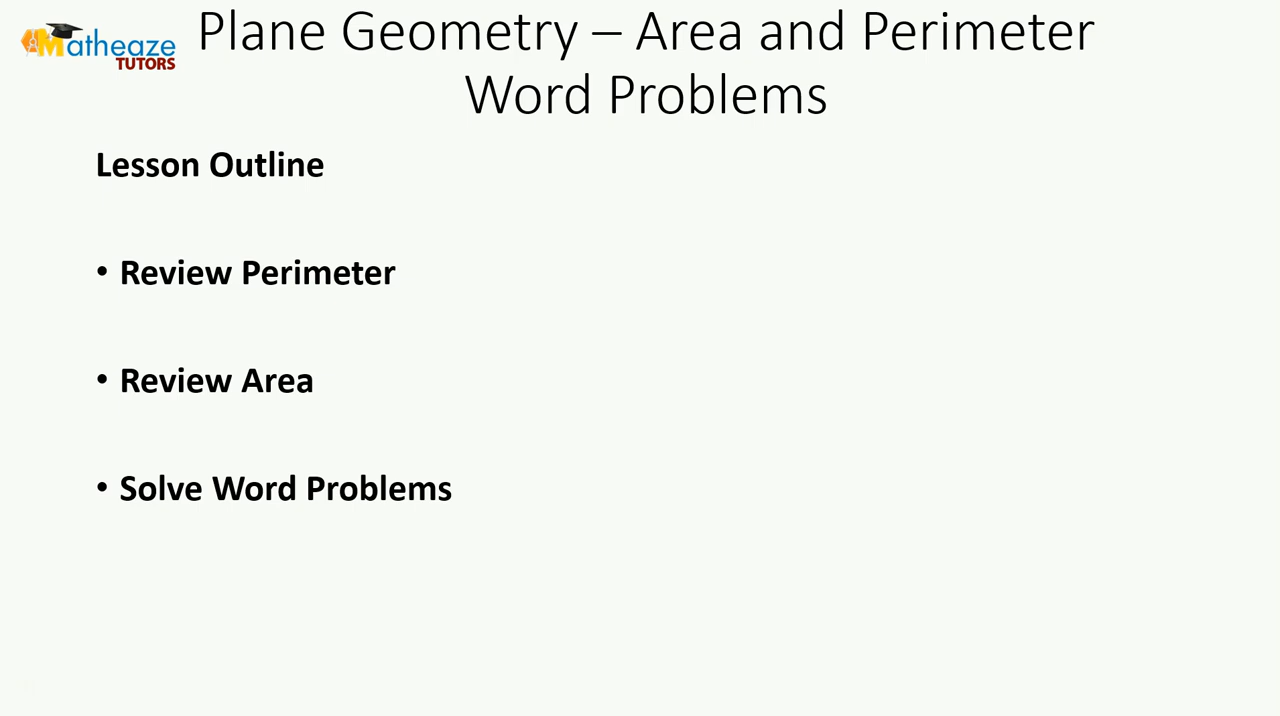 Matheaze
TUTORS
Plane Geometry – Area and Perimeter
Word Problems
Lesson Outline
• Review Perimeter
• Review Area
• Solve Word Problems